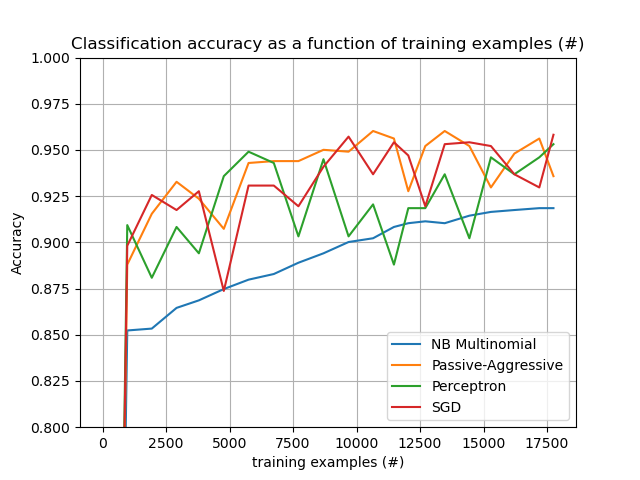 Classification accuracy as a function of training examples (#)
1.000
0.975
0.950
0.925
0.900
0.875
0.850
0.825
0.800
Accuracy
NB Multinomial
Passive-Aggressive
Perceptron
SGD
0 2500 5000 7500 10000 12500 15000 17500
training examples (#)